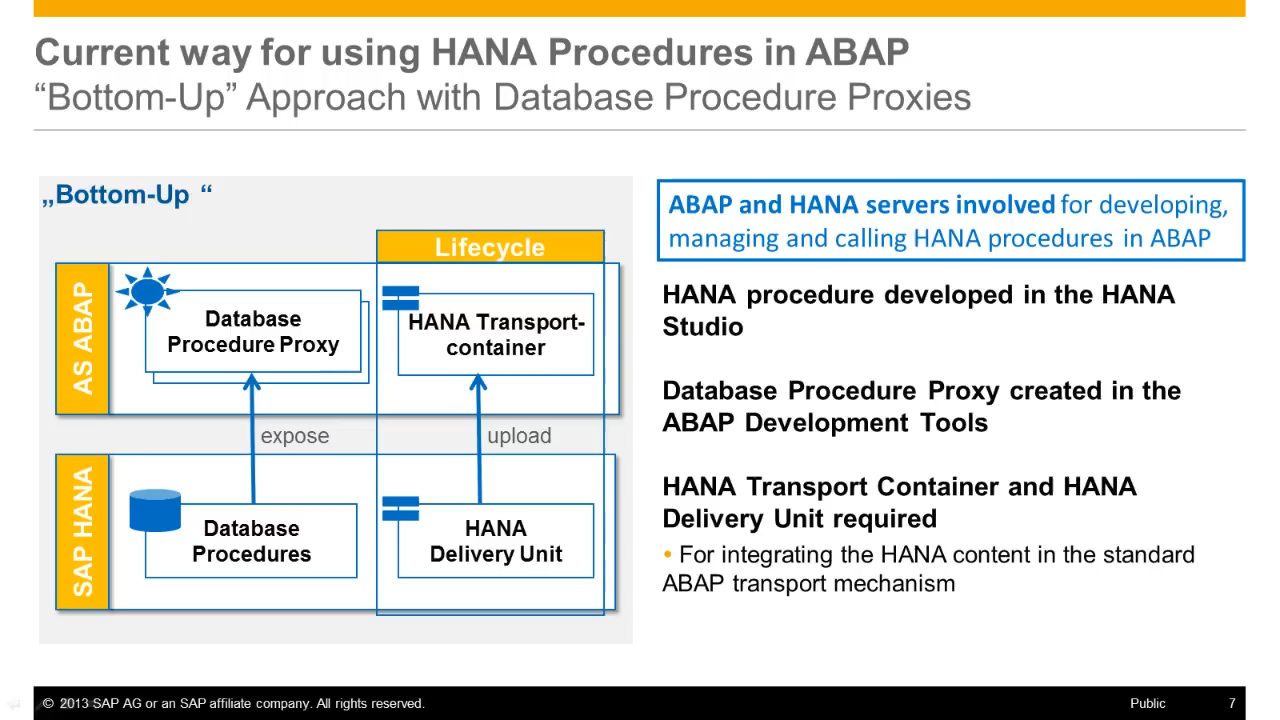 Current way for using HANA Procedures in ABAP
“Bottom-Up” Approach with Database Procedure Proxies
„Bottom-Up “
Lifecycle
AS ABAP
Database
Procedure Proxy
HANA Transport-
container
expose
upload
SAP HANA
Database
Procedures
HANA
Delivery Unit
ABAP and HANA servers involved for developing,
managing and calling HANA procedures in ABAP
HANA procedure developed in the HANA
Studio
Database Procedure Proxy created in the
ABAP Development Tools
HANA Transport Container and HANA
Delivery Unit required
• For integrating the HANA content in the standard
ABAP transport mechanism
© 2013 SAP AG or an SAP affiliate company. All rights reserved.
Public
7